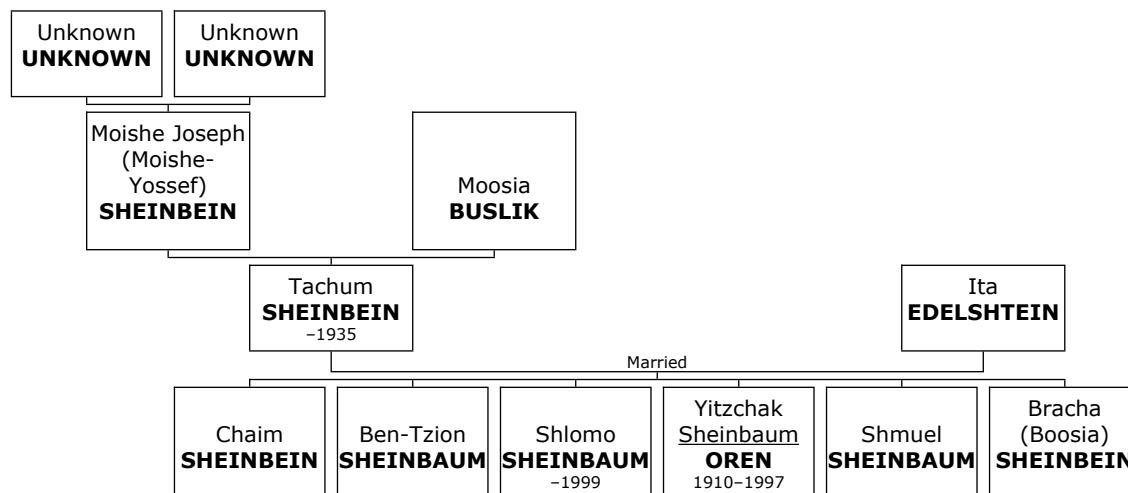 Unknown
UNKNOWN
Unknown
UNKNOWN
Moishe Joseph
(Moishe-
Yossef)
SHEINBEIN
Moosia
BUSLIK
Tachum
SHEINBEIN
–1935
Ita
EDELSHTEIN
Married
Chaim
SHEINBEIN
Ben-Tzion
SHEINBAUM
Shlomo
SHEINBAUM
–1999
Yitzchak
Sheinbaum
OREN
1910–1997
Shmuel
SHEINBAUM
Bracha
(Boosia)
SHEINBEIN